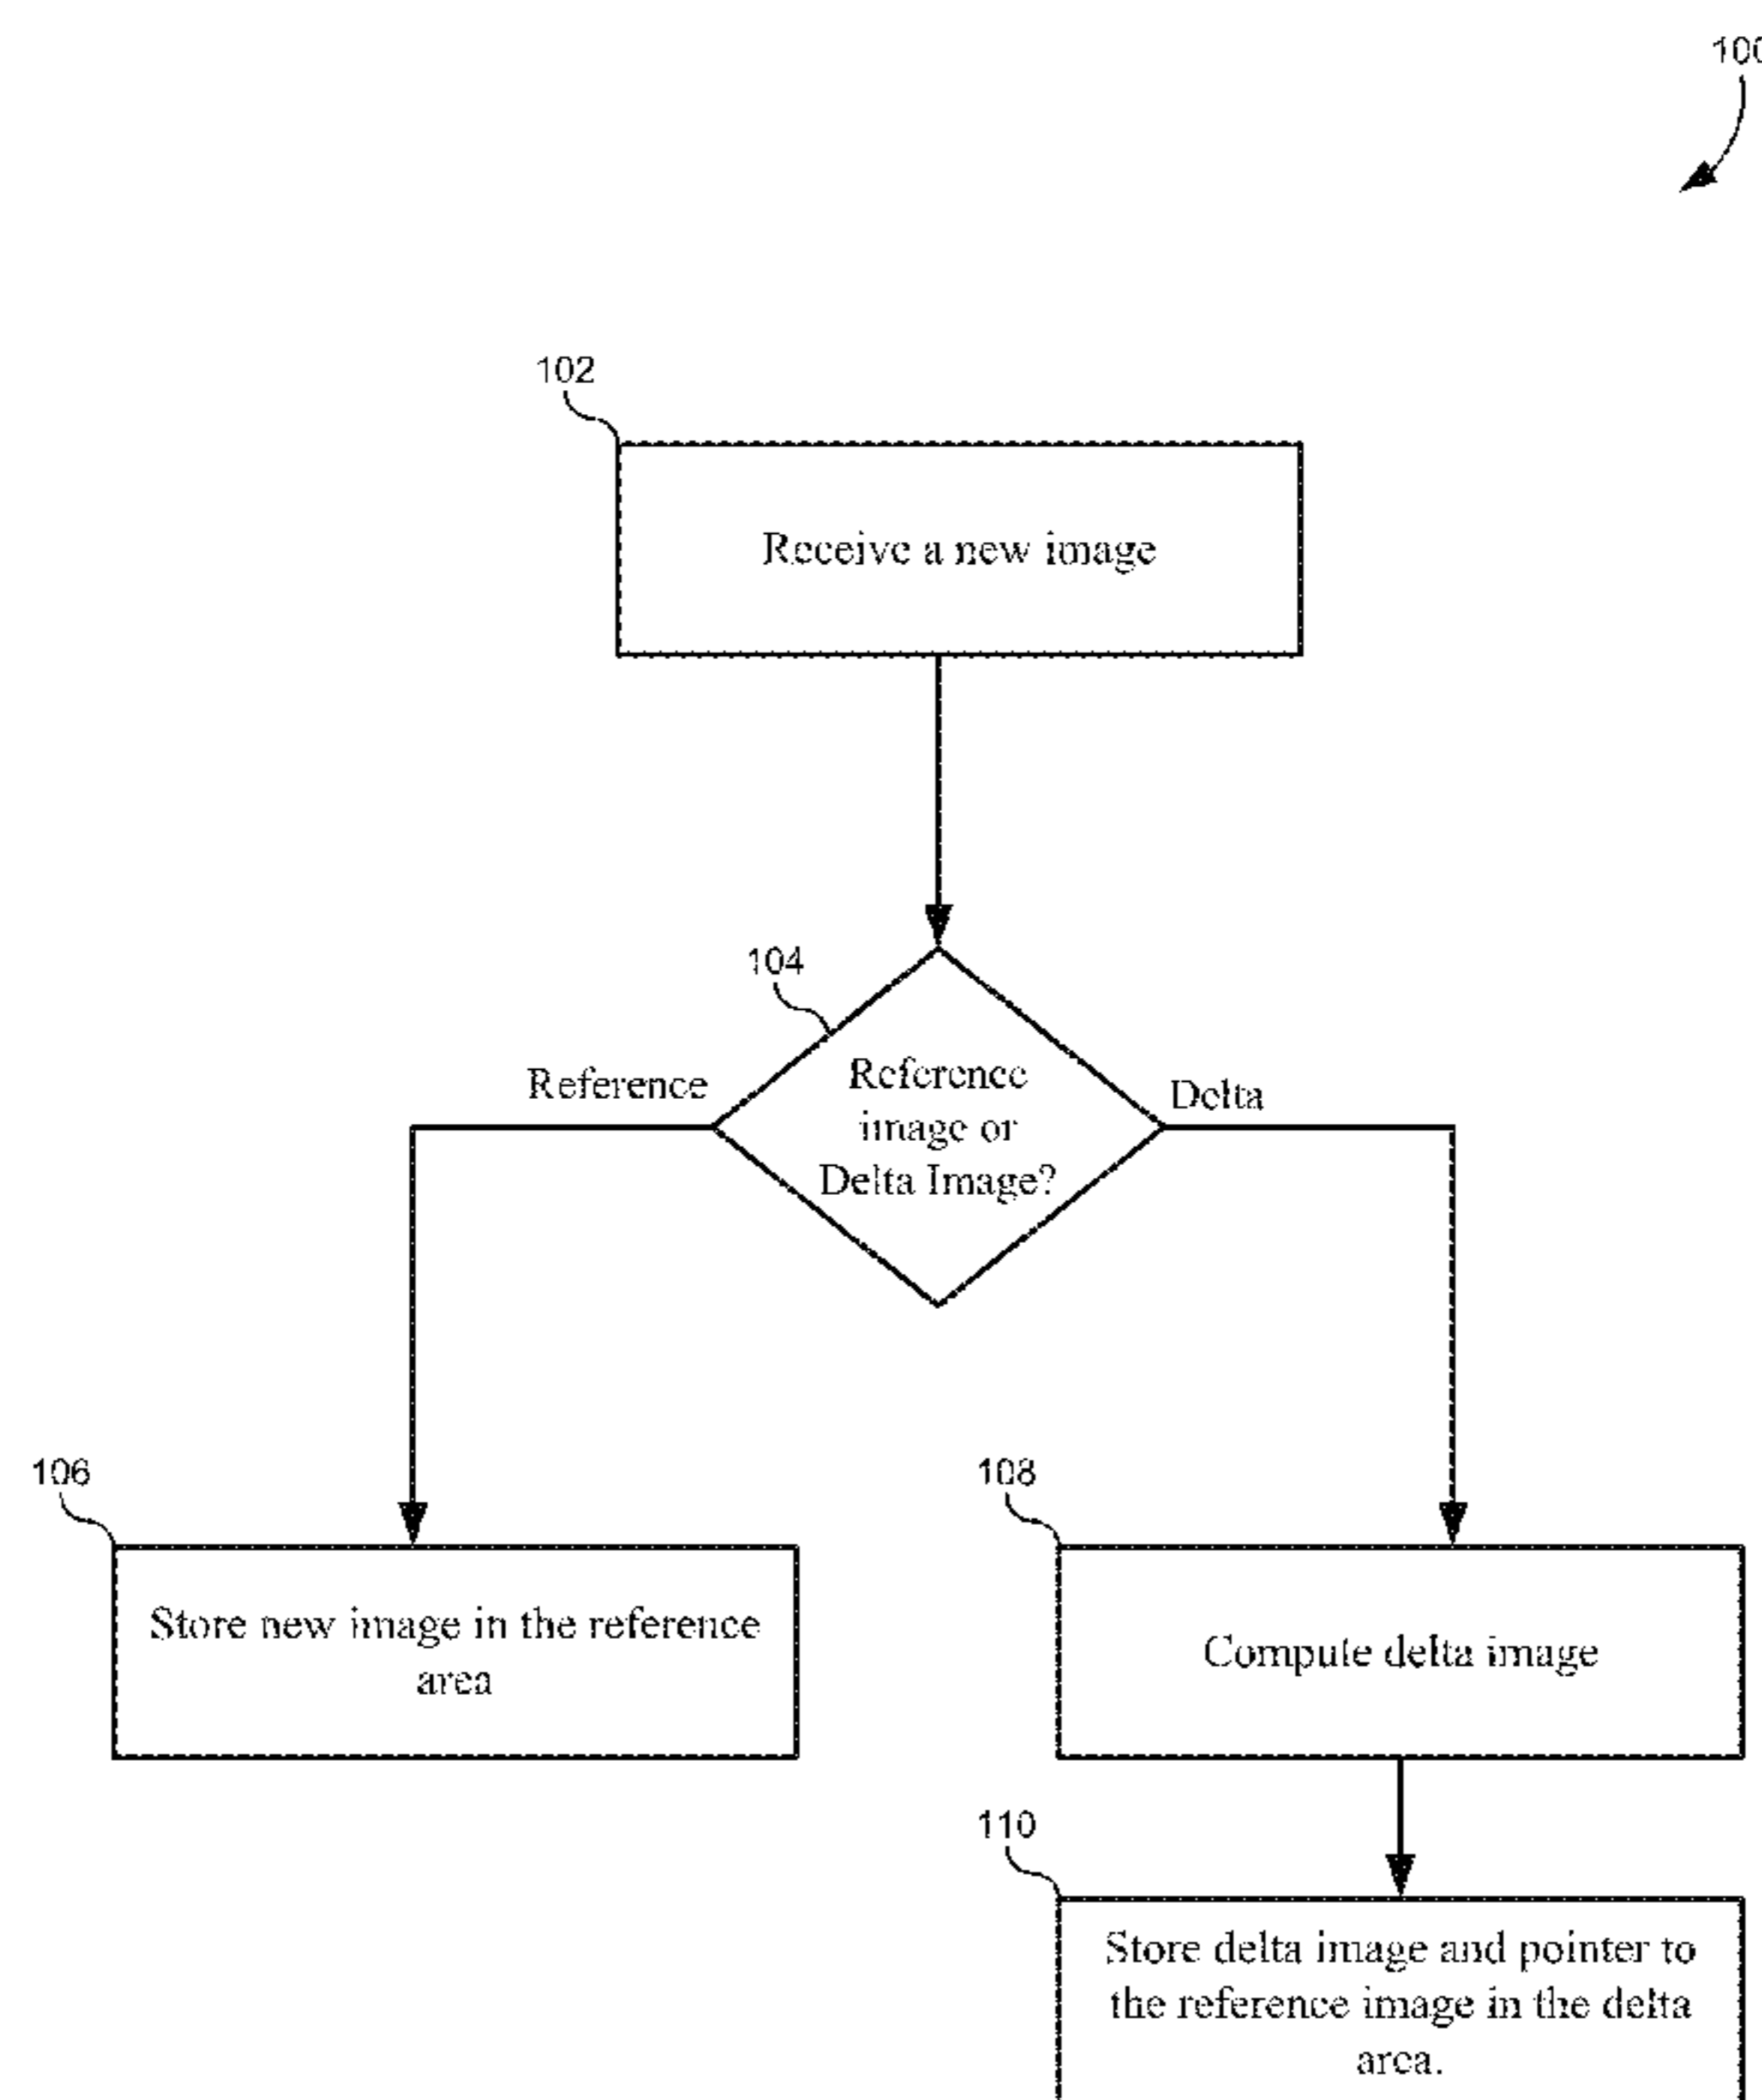 100
102
Receive a new image
104
Reference
image or
Delta Image?
Reference
Delta
106
Store new image in the reference
area
108
Compute delta image
110
Store delta image and pointer to
the reference image in the delta
area.